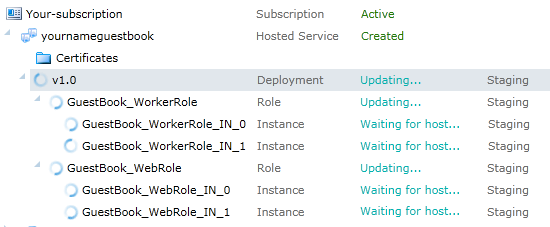 Your-subscription Subscription Active
yournameguestbook Hosted Service Created
Certificates
v1.0 Deployment Updating... Staging
GuestBook_WorkerRole Role Updating... Staging
GuestBook_WorkerRole_IN_0 Instance Waiting for host... Staging
GuestBook_WorkerRole_IN_1 Instance Waiting for host... Staging
GuestBook_WebRole Role Updating... Staging
GuestBook_WebRole_IN_0 Instance Waiting for host... Staging
GuestBook_WebRole_IN_1 Instance Waiting for host... Staging